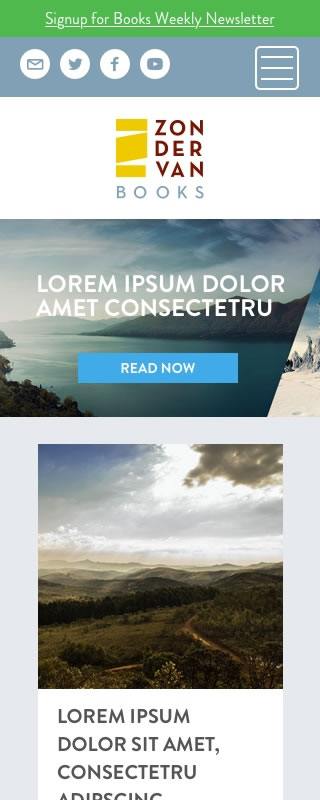 Signup for Books Weekly Newsletter
ZON
DER
VAN
BOOKS
LOREM IPSUM DOLOR
AMET CONSECTETRU
READ NOW
LOREM IPSUM
DOLOR SIT AMET,
CONSECTETRU
ADIPSCING